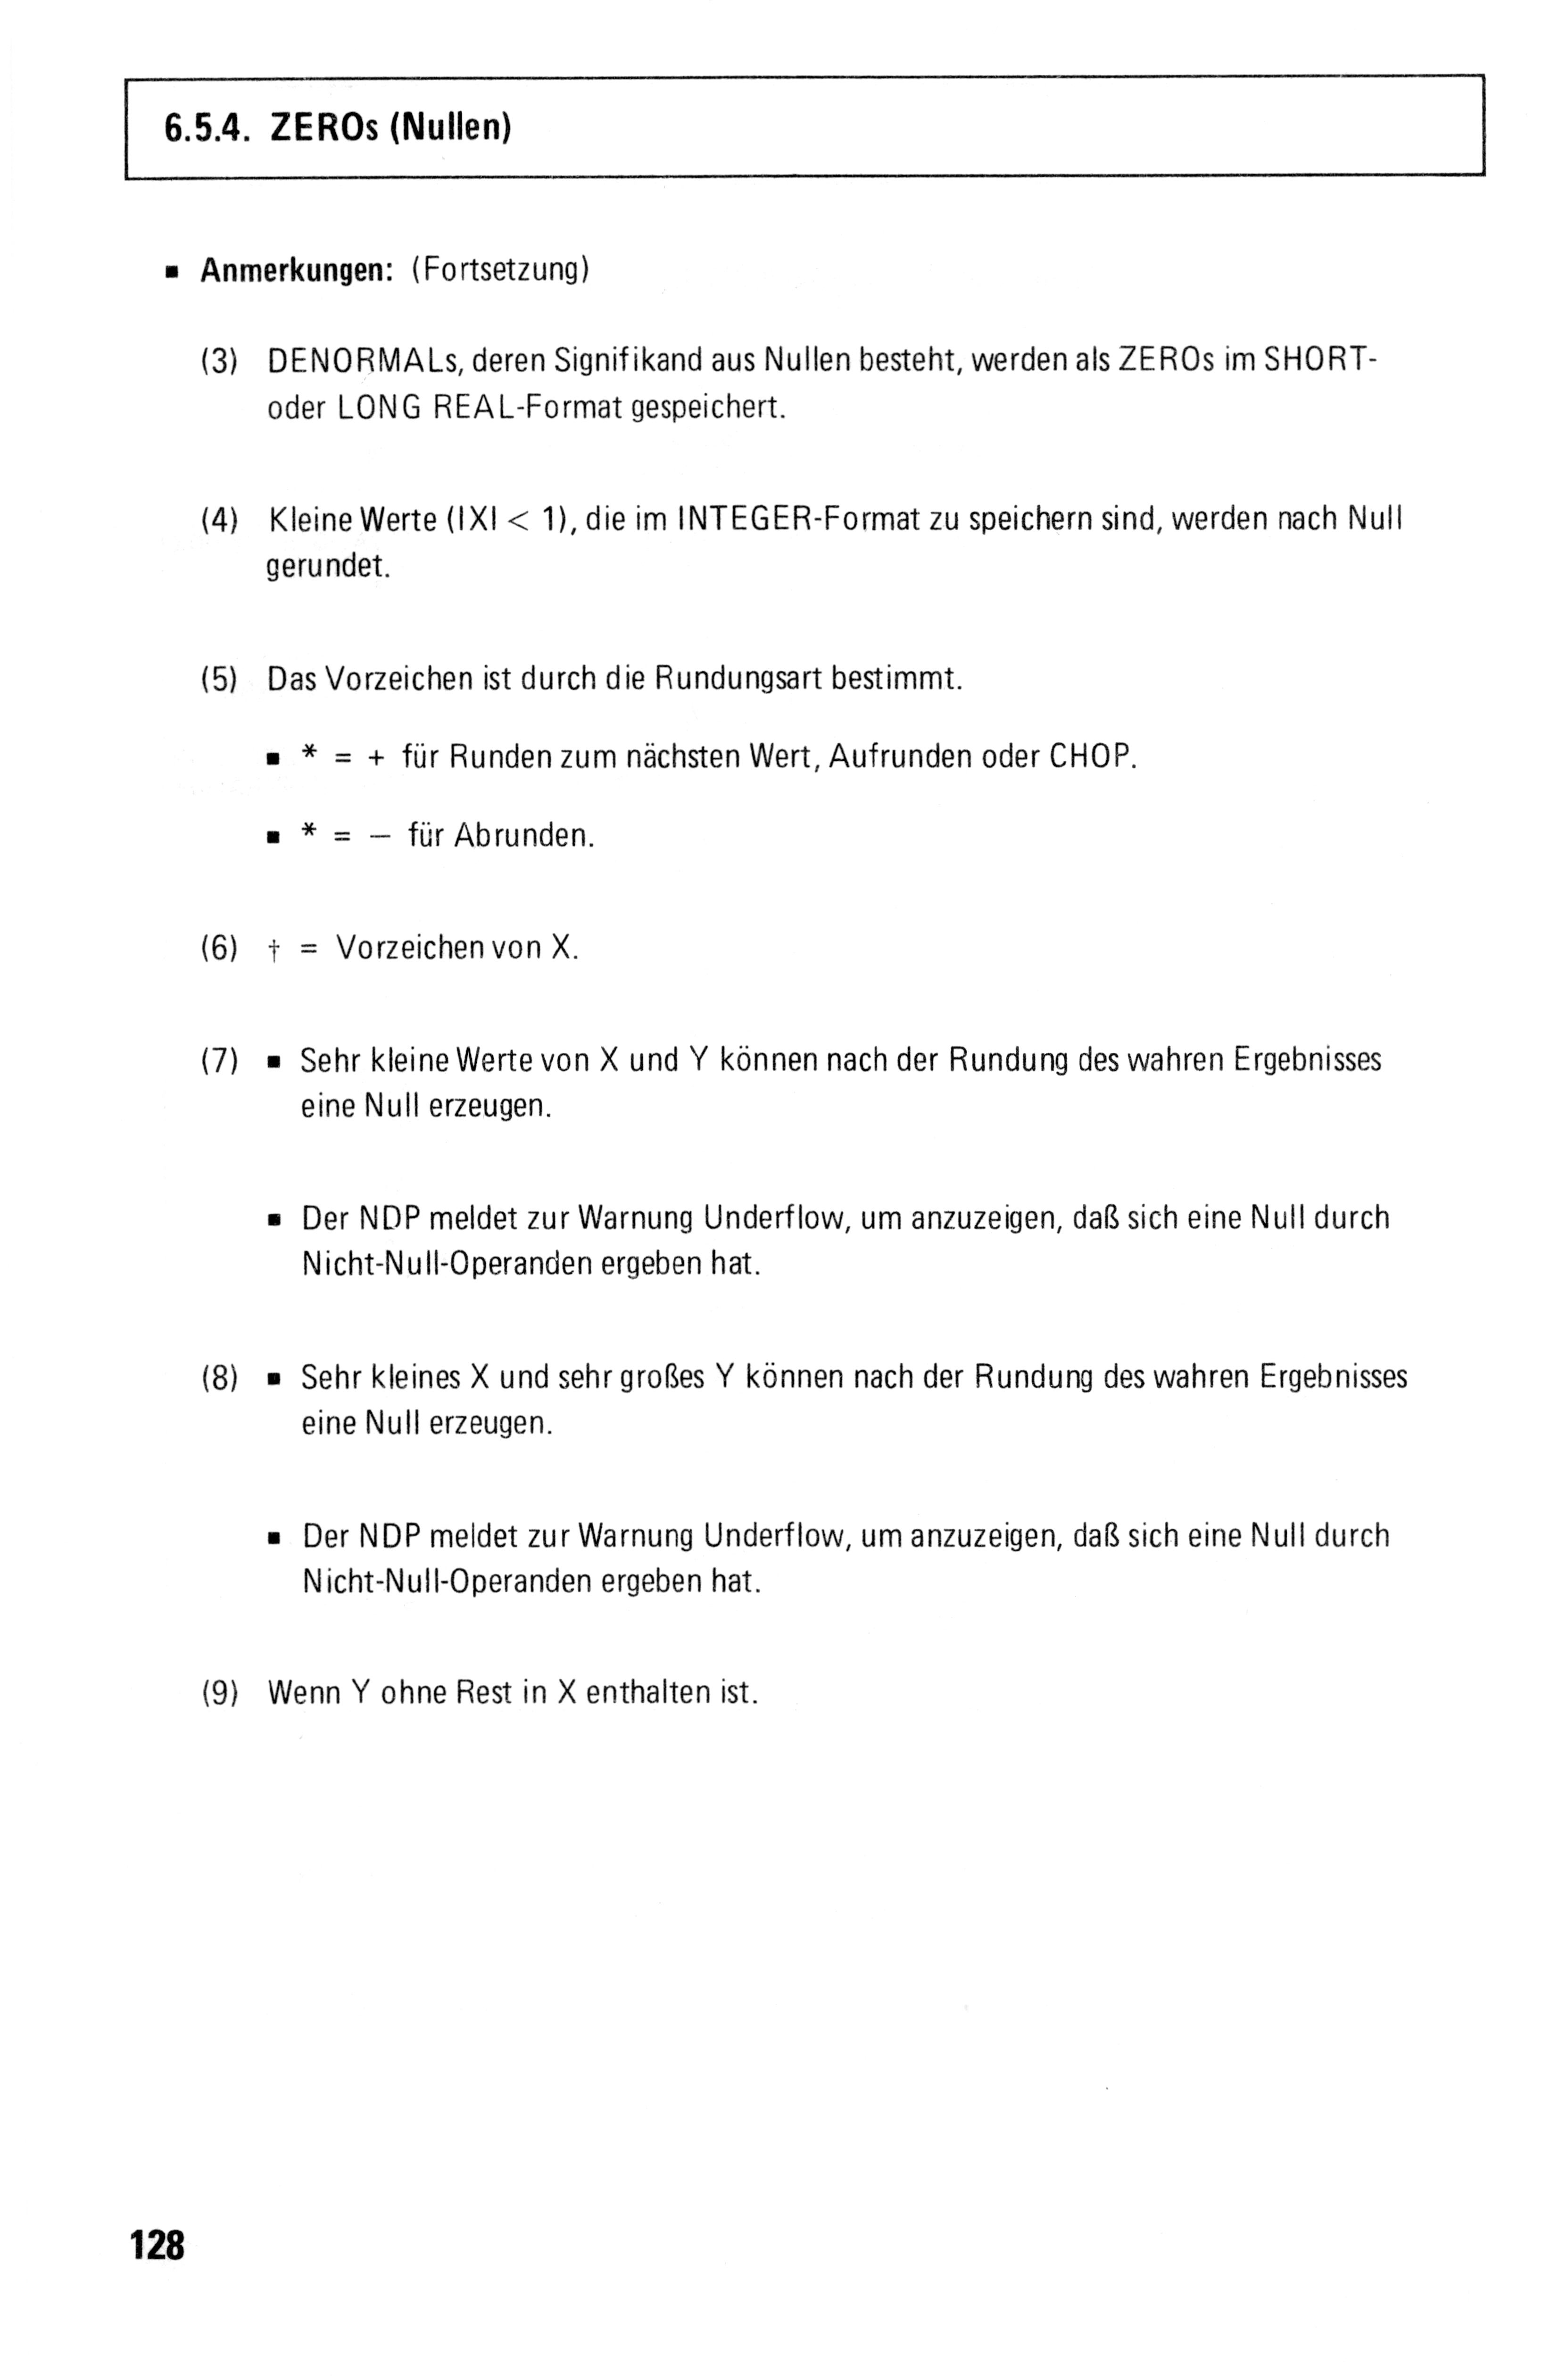 6.5.4. ZEROs (Nullen)
▪ Anmerkungen: (Fortsetzung)
(3) DENORMALs, deren Signifikand aus Nullen besteht, werden als ZEROs im SHORT-
oder LONG REAL-Format gespeichert.
(4) Kleine Werte (|X| < 1), die im INTEGER-Format zu speichern sind, werden nach Null
gerundet.
(5) Das Vorzeichen ist durch die Rundungsart bestimmt.
▪ * = + für Runden zum nächsten Wert, Aufrunden oder CHOP.
▪ * = – für Abrunden.
(6) † = Vorzeichen von X.
(7) ▪ Sehr kleine Werte von X und Y können nach der Rundung des wahren Ergebnisses
eine Null erzeugen.
▪ Der NDP meldet zur Warnung Underflow, um anzuzeigen, daß sich eine Null durch
Nicht-Null-Operanden ergeben hat.
(8) ▪ Sehr kleines X und sehr großes Y können nach der Rundung des wahren Ergebnisses
eine Null erzeugen.
▪ Der NDP meldet zur Warnung Underflow, um anzuzeigen, daß sich eine Null durch
Nicht-Null-Operanden ergeben hat.
(9) Wenn Y ohne Rest in X enthalten ist.
128